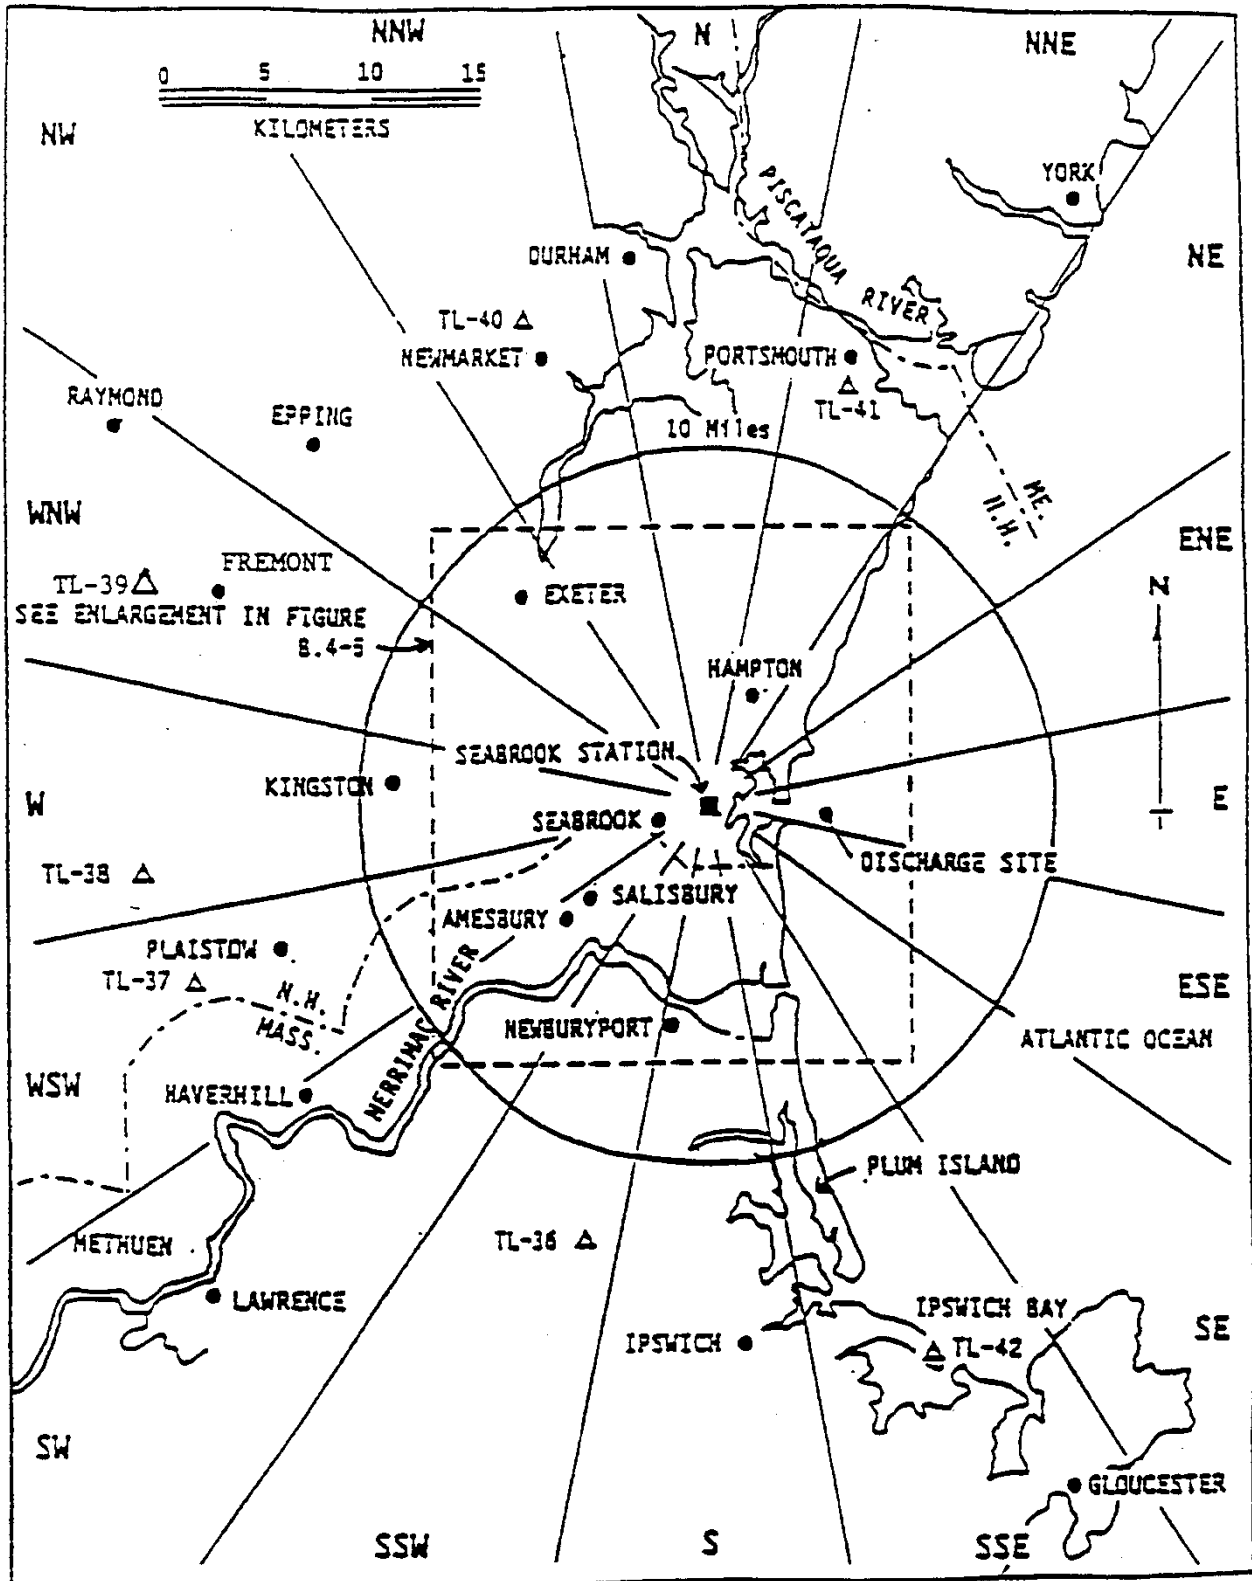 NNW
N
NNE
0 5 10 15
KILOMETERS
NW
YORK
PISCATAQUA
RIVER
NE
DURHAM
TL-40
NEWMARKET
PORTSMOUTH
TL-41
RAYMOND
EPPING
10 Miles
WNW
ME.
N.H.
ENE
FREMONT
TL-39
SEE ENLARGEMENT IN FIGURE
8.4-5
EXETER
N
HAMPTON
SEABROOK STATION
KINGSTON
W
E
SEABROOK
DISCHARGE SITE
TL-38
SALISBURY
AMESBURY
PLAISTOW
TL-37
N.H.
MASS.
MERRIMAC RIVER
ESE
NEWBURYPORT
ATLANTIC OCEAN
WSW
HAVERHILL
PLUM ISLAND
METHUEN
TL-36
LAWRENCE
IPSWICH BAY
SE
IPSWICH
TL-42
SW
GLOUCESTER
SSW
S
SSE